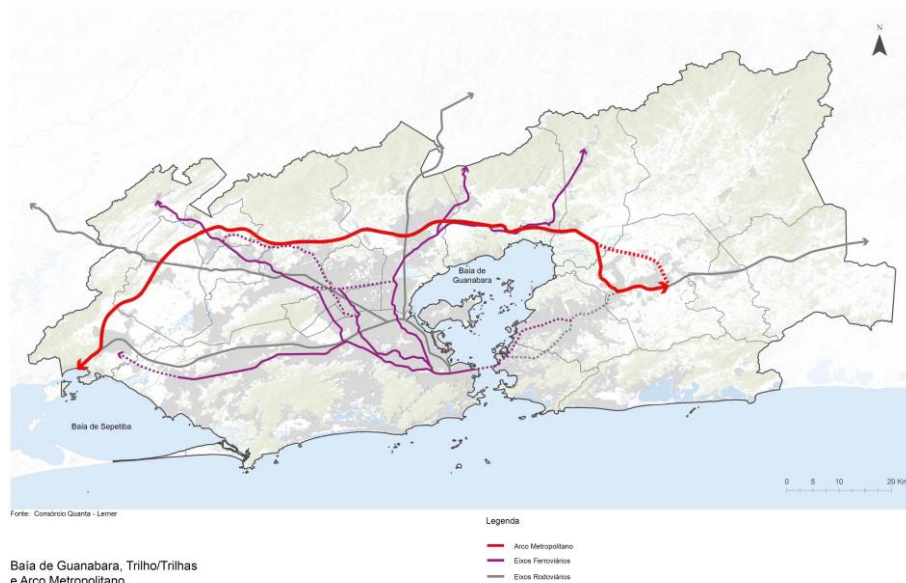 N
Baía de
Guanabara
Baía de Sepetiba
0 5 10 20 Km
Fonte: Consórcio Quanta - Lerner
Legenda
Arco Metropolitano
Eixos Ferroviários
Eixos Rodoviários
Baía de Guanabara, Trilho/Trilhas
e Arco Metropolitano